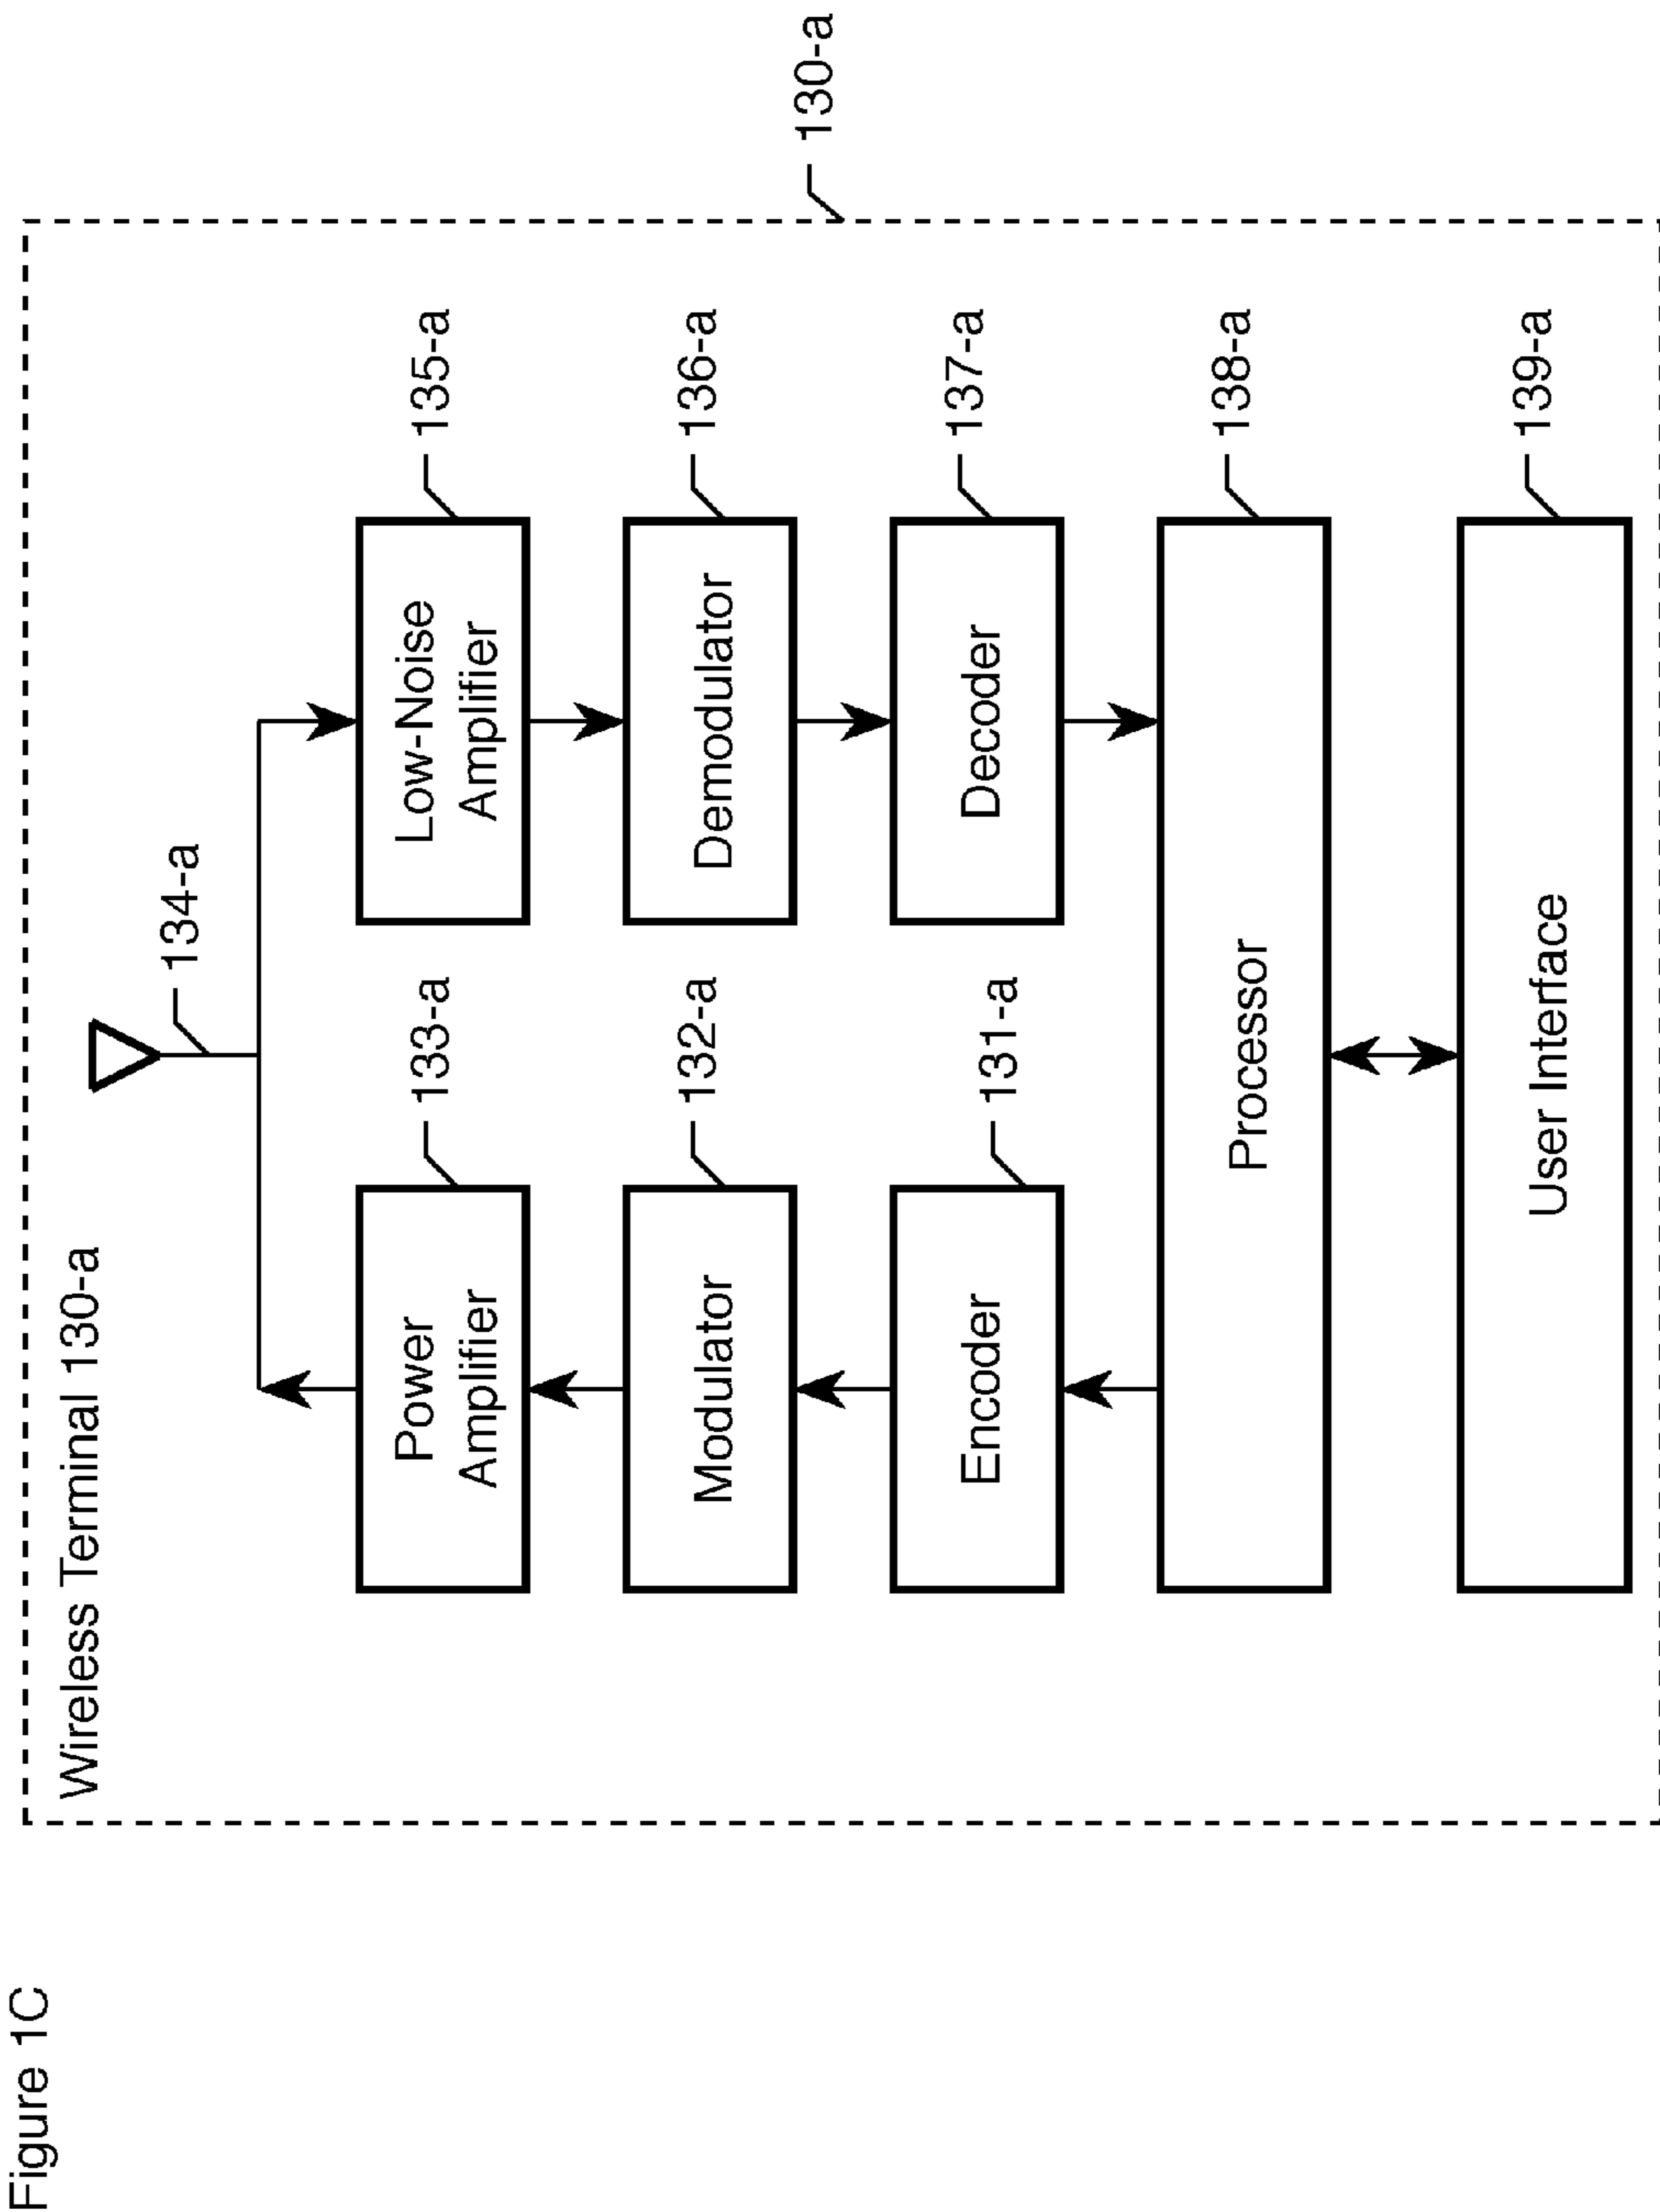 Figure 1C
Wireless Terminal 130-a
134-a
130-a
Power
Amplifier
133-a
Low-Noise
Amplifier
135-a
Modulator
132-a
Demodulator
136-a
Encoder
131-a
Decoder
137-a
Processor
138-a
User Interface
139-a